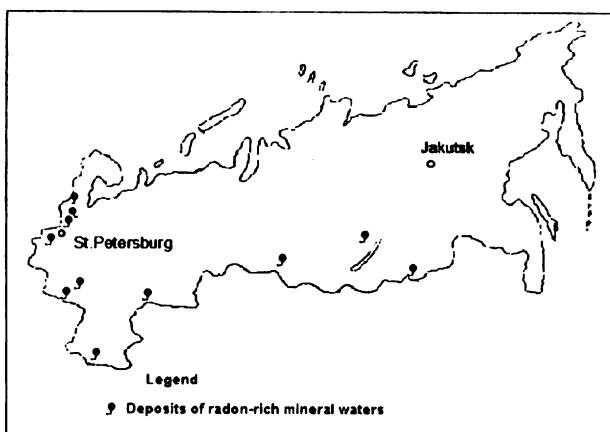 Jakutsk
St.Petersburg
Legend
Deposits of radon-rich mineral waters